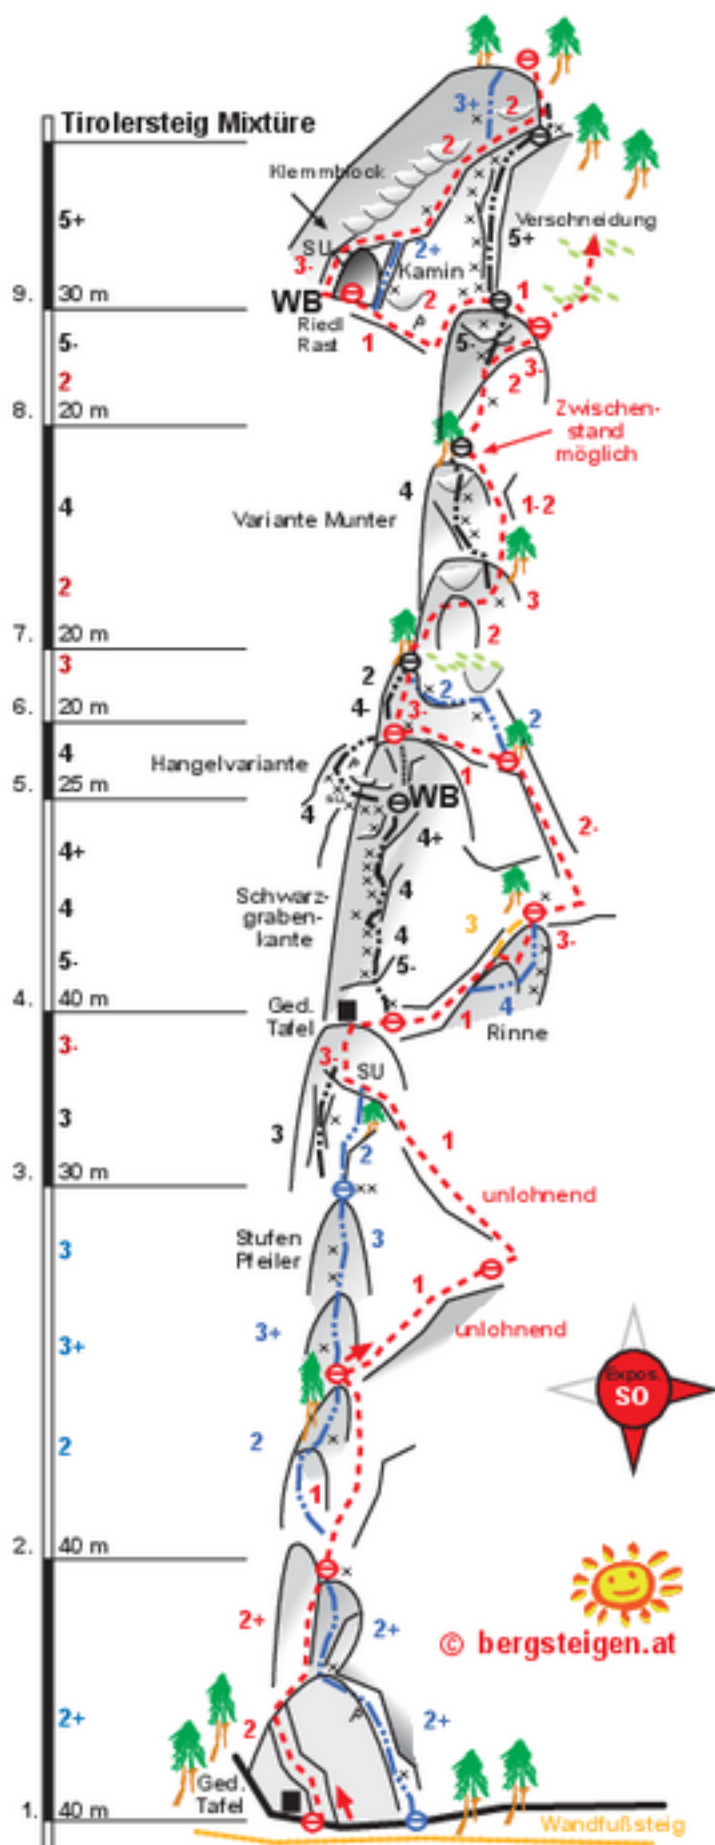 Tirolersteig Mixtüre
3+
2
2
Klemmblock
5+
SU
2+
5+
Verschneidung
3-
Kamin
9.
30 m
WB
2
1
Riedl
Rast
1
5-
5-
3-
2
2
8.
20 m
Zwischen-
stand
möglich
4
4
1-2
Variante Munter
2
3
2
7.
20 m
3
2
2
6.
20 m
4-
3-
2
4
Hangelvariante
1
5.
25 m
SU
WB
4
2-
4+
4+
4
Schwarz-
graben-
kante
4
4
3
3-
5-
5-
4
4.
40 m
Ged.
Tafel
1
Rinne
3-
3-
SU
3
3
2
1
3.
30 m
unlohnend
3
Stufen
Pfeiler
3
1
3+
3+
unlohnend
Expos.
SO
2
2
1
2.
40 m
2+
2+
© bergsteigen.at
2+
2
2+
Ged.
Tafel
1.
40 m
Wandfußsteig